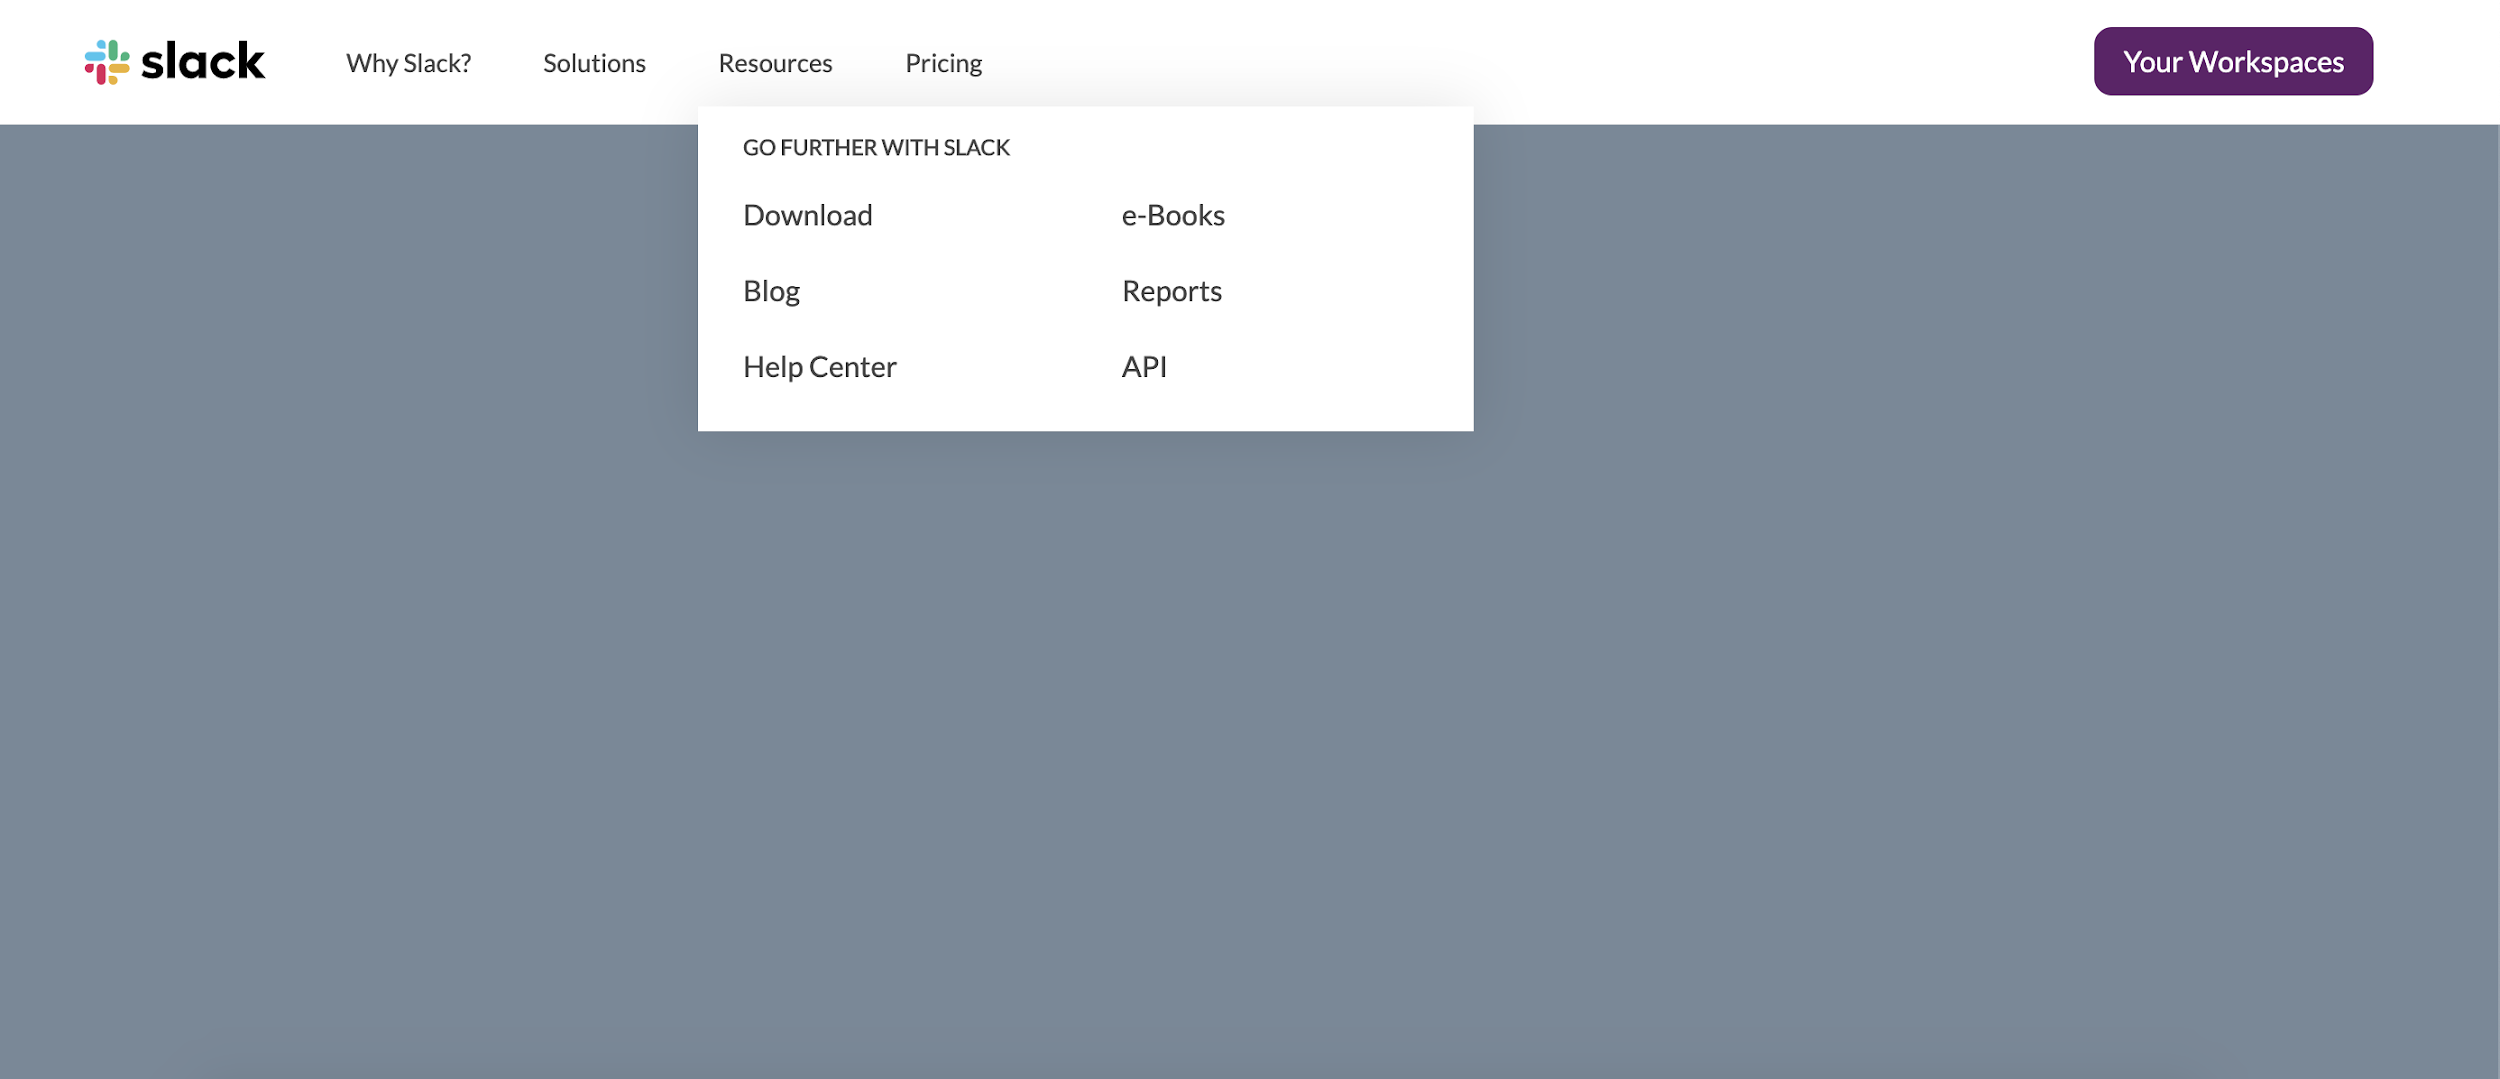 slack Why Slack? Solutions Resources Pricing Your Workspaces
GO FURTHER WITH SLACK
Download e-Books
Blog Reports
Help Center API